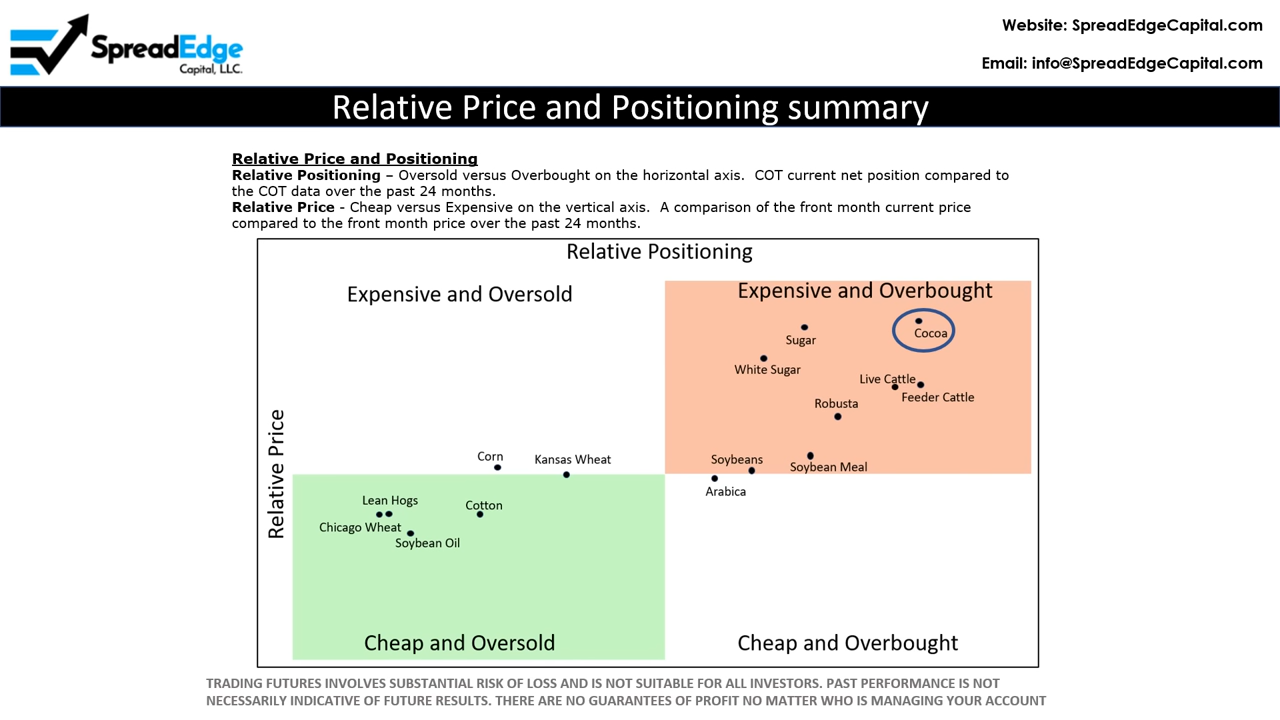 SpreadEdge
Capital, LLC.
Website: SpreadEdgeCapital.com
Email: info@SpreadEdgeCapital.com
Relative Price and Positioning summary
Relative Price and Positioning
Relative Positioning – Oversold versus Overbought on the horizontal axis.  COT current net position compared to
the COT data over the past 24 months.
Relative Price - Cheap versus Expensive on the vertical axis.  A comparison of the front month current price
compared to the front month price over the past 24 months.
Relative Positioning
Expensive and Oversold
Expensive and Overbought
Cocoa
Sugar
White Sugar
Live Cattle
Feeder Cattle
Robusta
Relative Price
Corn
Kansas Wheat
Soybeans
Soybean Meal
Arabica
Lean Hogs
Cotton
Chicago Wheat
Soybean Oil
Cheap and Oversold
Cheap and Overbought
TRADING FUTURES INVOLVES SUBSTANTIAL RISK OF LOSS AND IS NOT SUITABLE FOR ALL INVESTORS. PAST PERFORMANCE IS NOT
NECESSARILY INDICATIVE OF FUTURE RESULTS. THERE ARE NO GUARANTEES OF PROFIT NO MATTER WHO IS MANAGING YOUR ACCOUNT